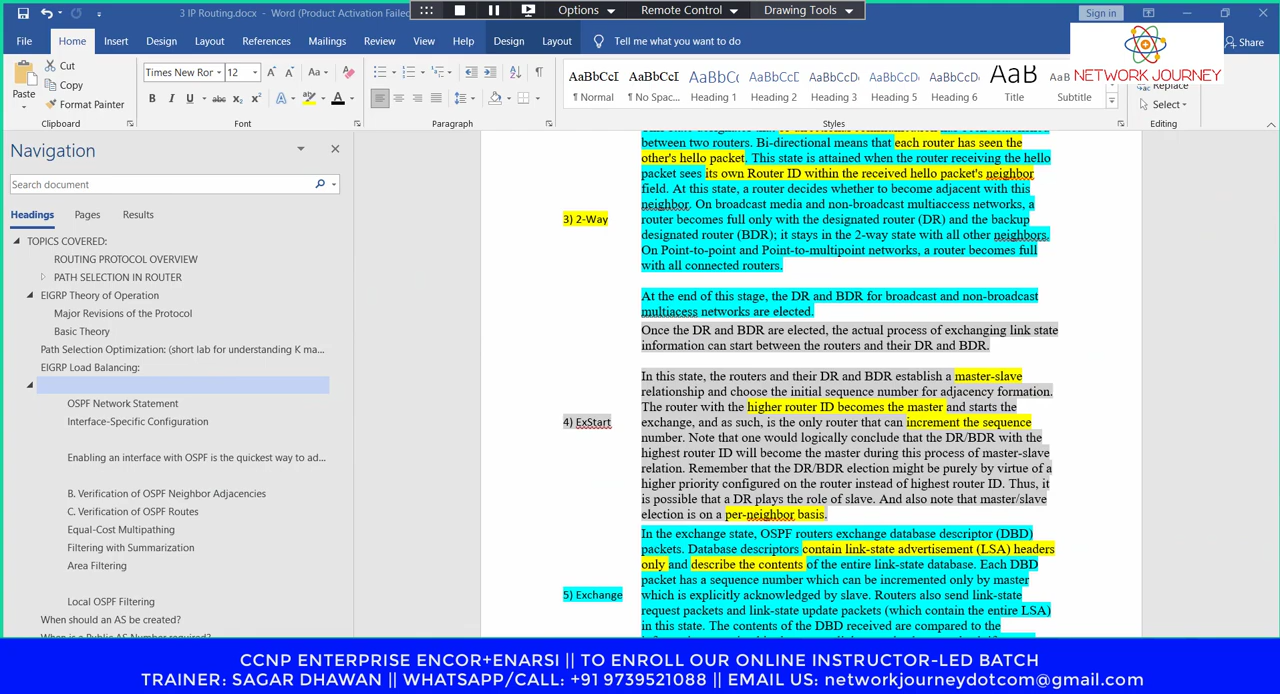 3 IP Routing.docx - Word (Product Activation Failed
Options
Remote Control
Drawing Tools
Sign in
File Home Insert Design Layout References Mailings Review View Help Design Layout Tell me what you want to do Share
NETWORK JOURNEY
Paste
Cut
Copy
Format Painter
Times New Ror 12
AaBbCcI AaBbCcI AaBbC( AaBbCcI AaBbCcI AaBbCcI AaBbCcI AaB
¶ Normal ¶ No Spac... Heading 1 Heading 2 Heading 3 Heading 5 Heading 6 Title Subtitle
Replace
Select
Clipboard Font Paragraph Styles Editing
Navigation
Search document
Headings Pages Results
TOPICS COVERED:
ROUTING PROTOCOL OVERVIEW
PATH SELECTION IN ROUTER
EIGRP Theory of Operation
Major Revisions of the Protocol
Basic Theory
Path Selection Optimization: (short lab for understanding K ma...
EIGRP Load Balancing:
OSPF Network Statement
Interface-Specific Configuration
Enabling an interface with OSPF is the quickest way to ad...
B. Verification of OSPF Neighbor Adjacencies
C. Verification of OSPF Routes
Equal-Cost Multipathing
Filtering with Summarization
Area Filtering
Local OSPF Filtering
When should an AS be created?
When is a Public AS Number required?
between two routers. Bi-directional means that each router has seen the
other's hello packet. This state is attained when the router receiving the hello
packet sees its own Router ID within the received hello packet's neighbor
field. At this state, a router decides whether to become adjacent with this
neighbor. On broadcast media and non-broadcast multiaccess networks, a
3) 2-Way
router becomes full only with the designated router (DR) and the backup
designated router (BDR); it stays in the 2-way state with all other neighbors.
On Point-to-point and Point-to-multipoint networks, a router becomes full
with all connected routers.
At the end of this stage, the DR and BDR for broadcast and non-broadcast
multiacess networks are elected.
Once the DR and BDR are elected, the actual process of exchanging link state
information can start between the routers and their DR and BDR.
In this state, the routers and their DR and BDR establish a master-slave
relationship and choose the initial sequence number for adjacency formation.
The router with the higher router ID becomes the master and starts the
4) ExStart
exchange, and as such, is the only router that can increment the sequence
number. Note that one would logically conclude that the DR/BDR with the
highest router ID will become the master during this process of master-slave
relation. Remember that the DR/BDR election might be purely by virtue of a
higher priority configured on the router instead of highest router ID. Thus, it
is possible that a DR plays the role of slave. And also note that master/slave
election is on a per-neighbor basis.
In the exchange state, OSPF routers exchange database descriptor (DBD)
packets. Database descriptors contain link-state advertisement (LSA) headers
only and describe the contents of the entire link-state database. Each DBD
packet has a sequence number which can be incremented only by master
5) Exchange
which is explicitly acknowledged by slave. Routers also send link-state
request packets and link-state update packets (which contain the entire LSA)
in this state. The contents of the DBD received are compared to the
CCNP ENTERPRISE ENCOR+ENARSI || TO ENROLL OUR ONLINE INSTRUCTOR-LED BATCH
TRAINER: SAGAR DHAWAN || WHATSAPP/CALL: +91 9739521088 || EMAIL US: networkjourneydotcom@gmail.com